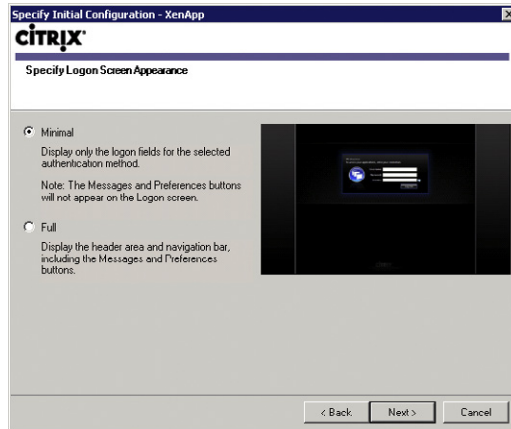 Specify Initial Configuration - XenApp
CİTRIX
Specify Logon Screen Appearance
Minimal
Display only the logon fields for the selected
authentication method.
Note: The Messages and Preferences buttons
will not appear on the Logon screen.
Full
Display the header area and navigation bar,
including the Messages and Preferences
buttons.
< Back
Next >
Cancel